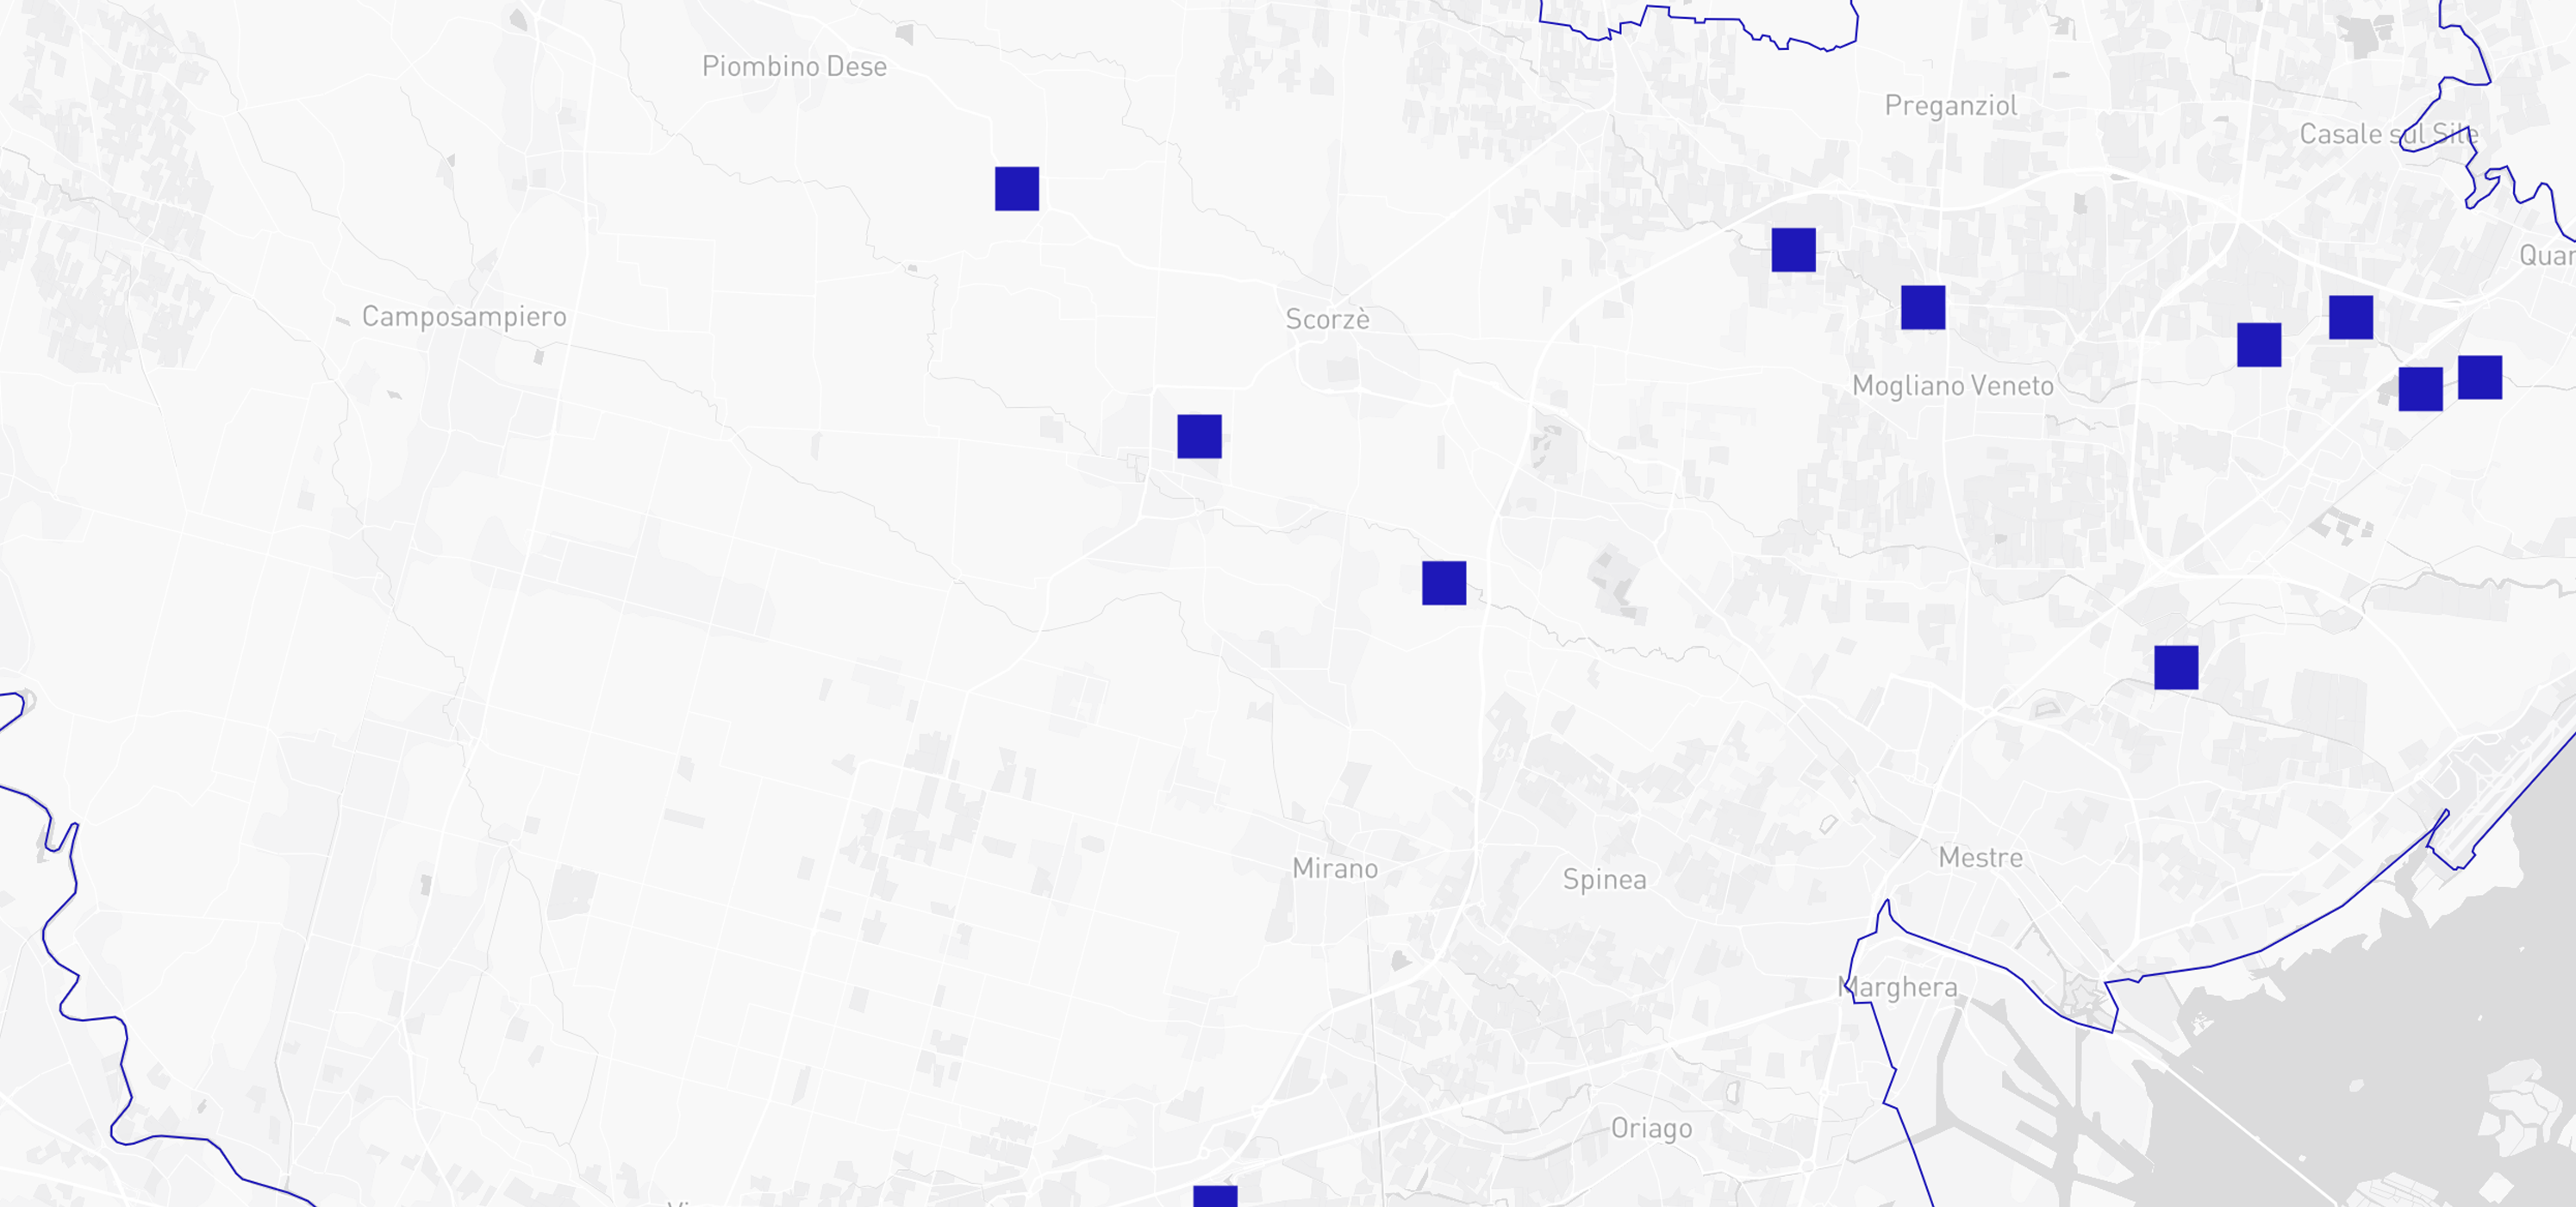 Piombino Dese
Preganziol
Casale sul Sile
Quar
Camposampiero
Scorzè
Mogliano Veneto
Mirano
Spinea
Mestre
Marghera
Oriago